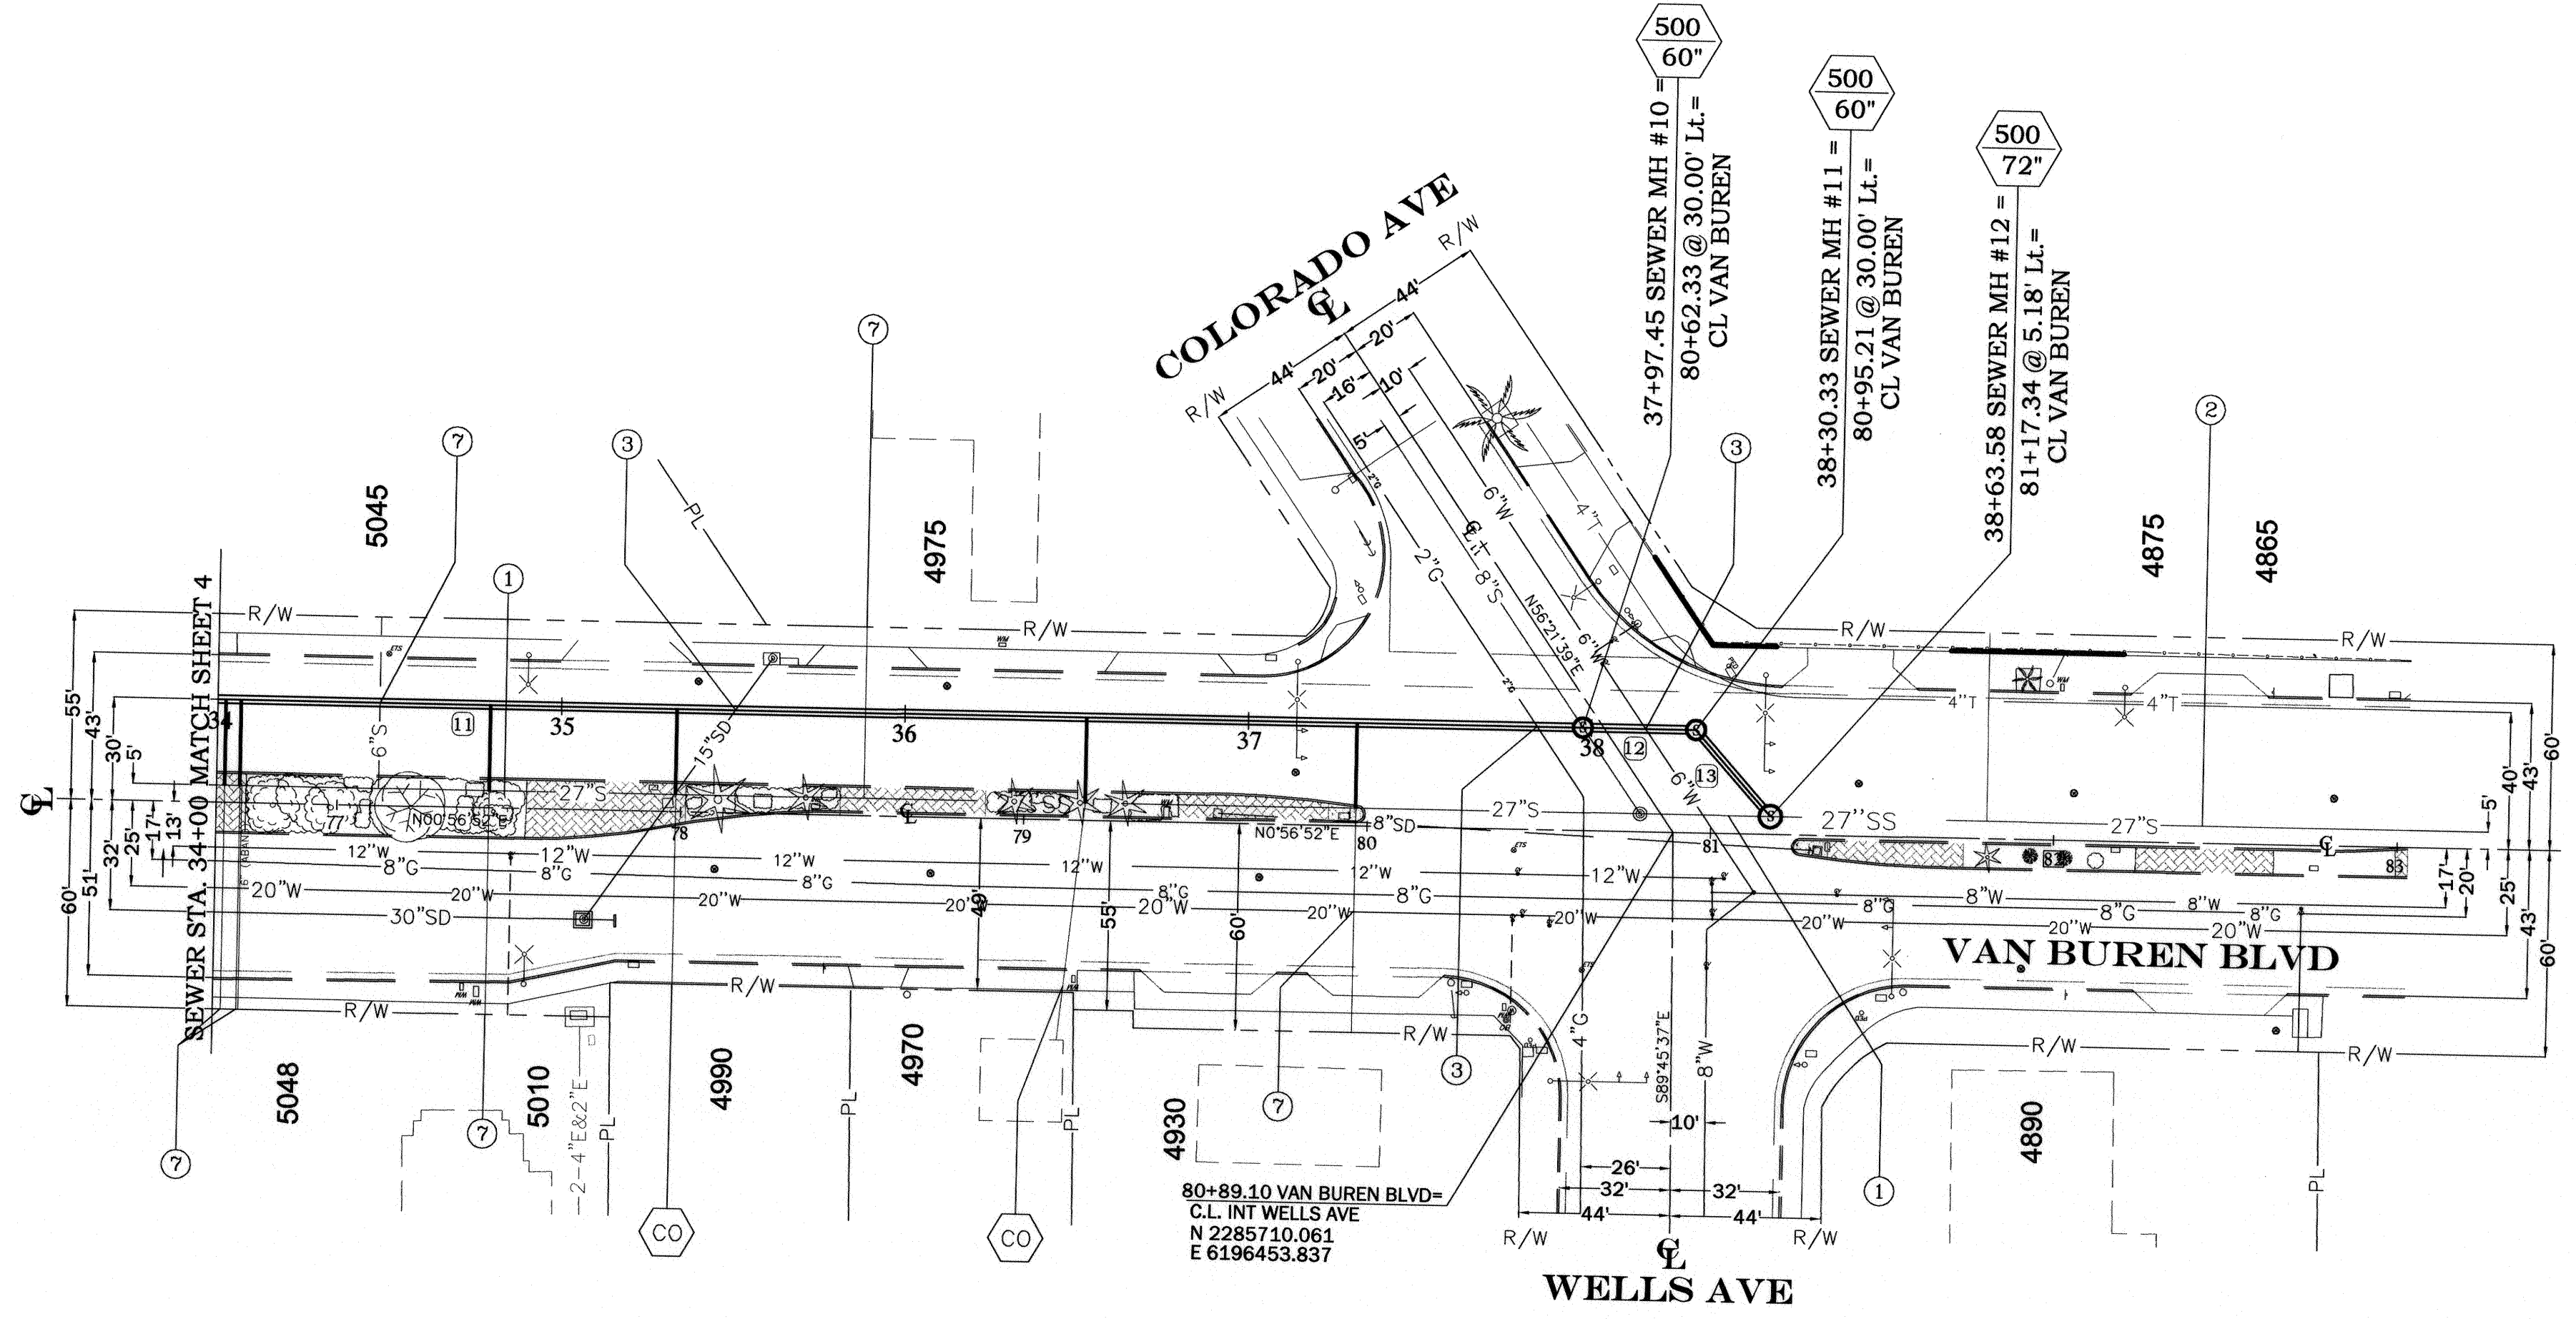 500
60"
37+97.45 SEWER MH #10 =
80+62.33 @ 30.00' Lt.=
CL VAN BUREN
500
60"
38+30.33 SEWER MH #11 =
80+95.21 @ 30.00' Lt.=
CL VAN BUREN
500
72"
38+63.58 SEWER MH #12 =
81+17.34 @ 5.18' Lt.=
CL VAN BUREN
COLORADO AVE
R/W
R/W
44'
44'
20'
20'
16'
10'
5'
7
7
3
3
2
1
5045
PL
4975
4875
4865
SEWER STA. 34+00 MATCH SHEET 4
R/W
R/W
R/W
R/W
55'
43'
30'
5'
60'
51'
32'
25'
17'
13'
34
11
35
36
37
38
12
13
6"S
15"SD
2"G
8"S
6"W
6"W
6"W
4"T
4"T
4"T
2"G
2"G
N56°21'39"E
ETS
WM
WM
27"S
77
N00°56'52"E
78
79
N0°56'52"E
80
8"SD
27"S
81
27"SS
27"S
82
83
12"W
12"W
12"W
12"W
12"W
12"W
8"G
8"G
8"G
8"G
8"G
8"G
8"G
8"G
8"W
8"W
20"W
20"W
20"W
20"W
20"W
20"W
20"W
20"W
20"W
20"W
30"SD
49'
55'
60'
40'
43'
60'
5'
17'
20'
25'
43'
60'
VAN BUREN BLVD
R/W
R/W
R/W
R/W
R/W
5048
5010
4990
4970
4930
4890
2-4"E&2"E
PL
PL
PL
PL
7
7
7
3
1
CO
CO
4"G
S89°45'37"E
8"W
10'
26'
32'
32'
44'
44'
R/W
R/W
80+89.10 VAN BUREN BLVD=
C.L. INT WELLS AVE
N 2285710.061
E 6196453.837
WELLS AVE